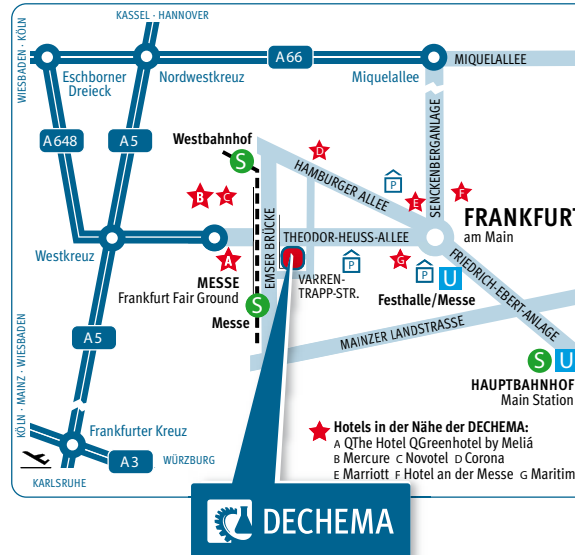 KASSEL · HANNOVER
WIESBADEN · KÖLN
A66
MIQUELALLEE
Eschborner
Dreieck
Nordwestkreuz
Miquelallee
A648
A5
Westbahnhof
S
D
HAMBURGER ALLEE
P
SENCKENBERGANLAGE
B
C
E
F
FRANKFURT
am Main
Westkreuz
EMSER BRÜCKE
THEODOR-HEUSS-ALLEE
A
G
P
P
U
MESSE
Frankfurt Fair Ground
VARREN-
TRAPP-STR.
Festhalle/Messe
FRIEDRICH-EBERT-ANLAGE
S
Messe
A5
MAINZER LANDSTRASSE
S
U
HAUPTBAHNHOF
Main Station
KÖLN · MAINZ · WIESBADEN
Frankfurter Kreuz
A3
WÜRZBURG
KARLSRUHE
Hotels in der Nähe der DECHEMA:
A QThe Hotel QGreenhotel by Meliá
B Mercure C Novotel D Corona
E Marriott F Hotel an der Messe G Maritim
DECHEMA